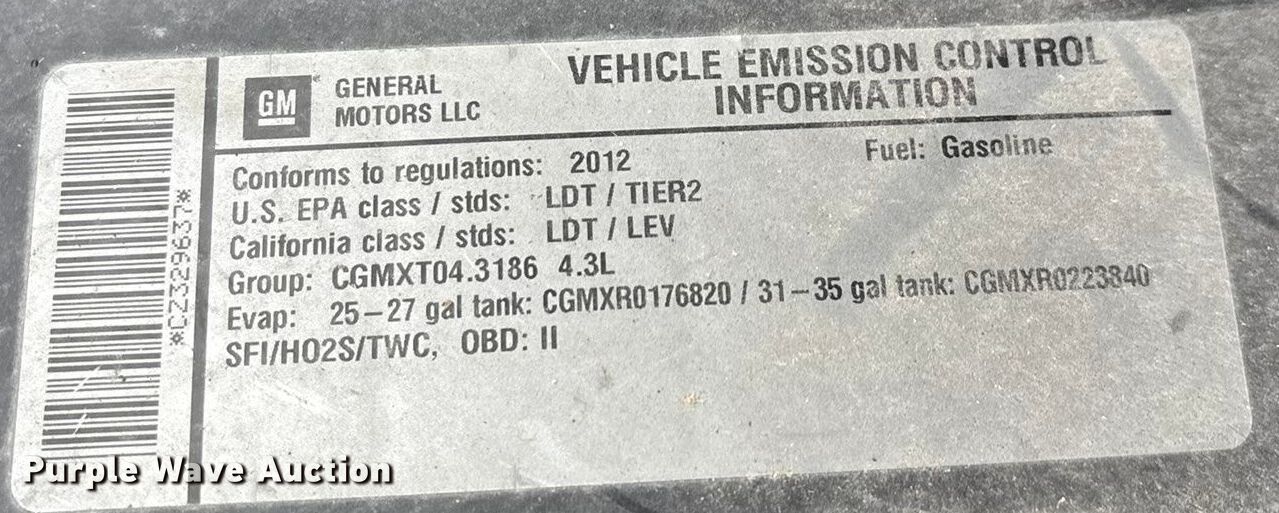 GM
GENERAL
MOTORS LLC
VEHICLE EMISSION CONTROL
INFORMATION
Conforms to regulations: 2012
Fuel: Gasoline
U.S. EPA class / stds: LDT / TIER2
California class / stds: LDT / LEV
Group: CGMXT04.3186 4.3L
Evap: 25-27 gal tank: CGMXR0176820 / 31-35 gal tank: CGMXR0223840
SFI/HO2S/TWC, OBD: II
*CZ329637*
Purple Wave Auction